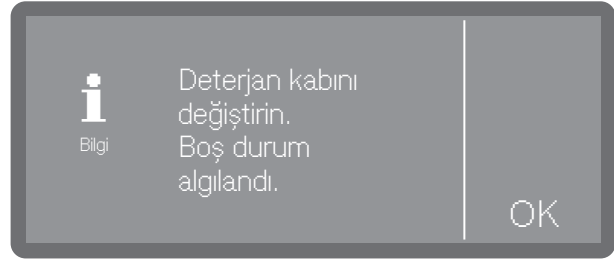 Deterjan kabını
değiştirin.
Bilgi
Boş durum
algılandı.
OK